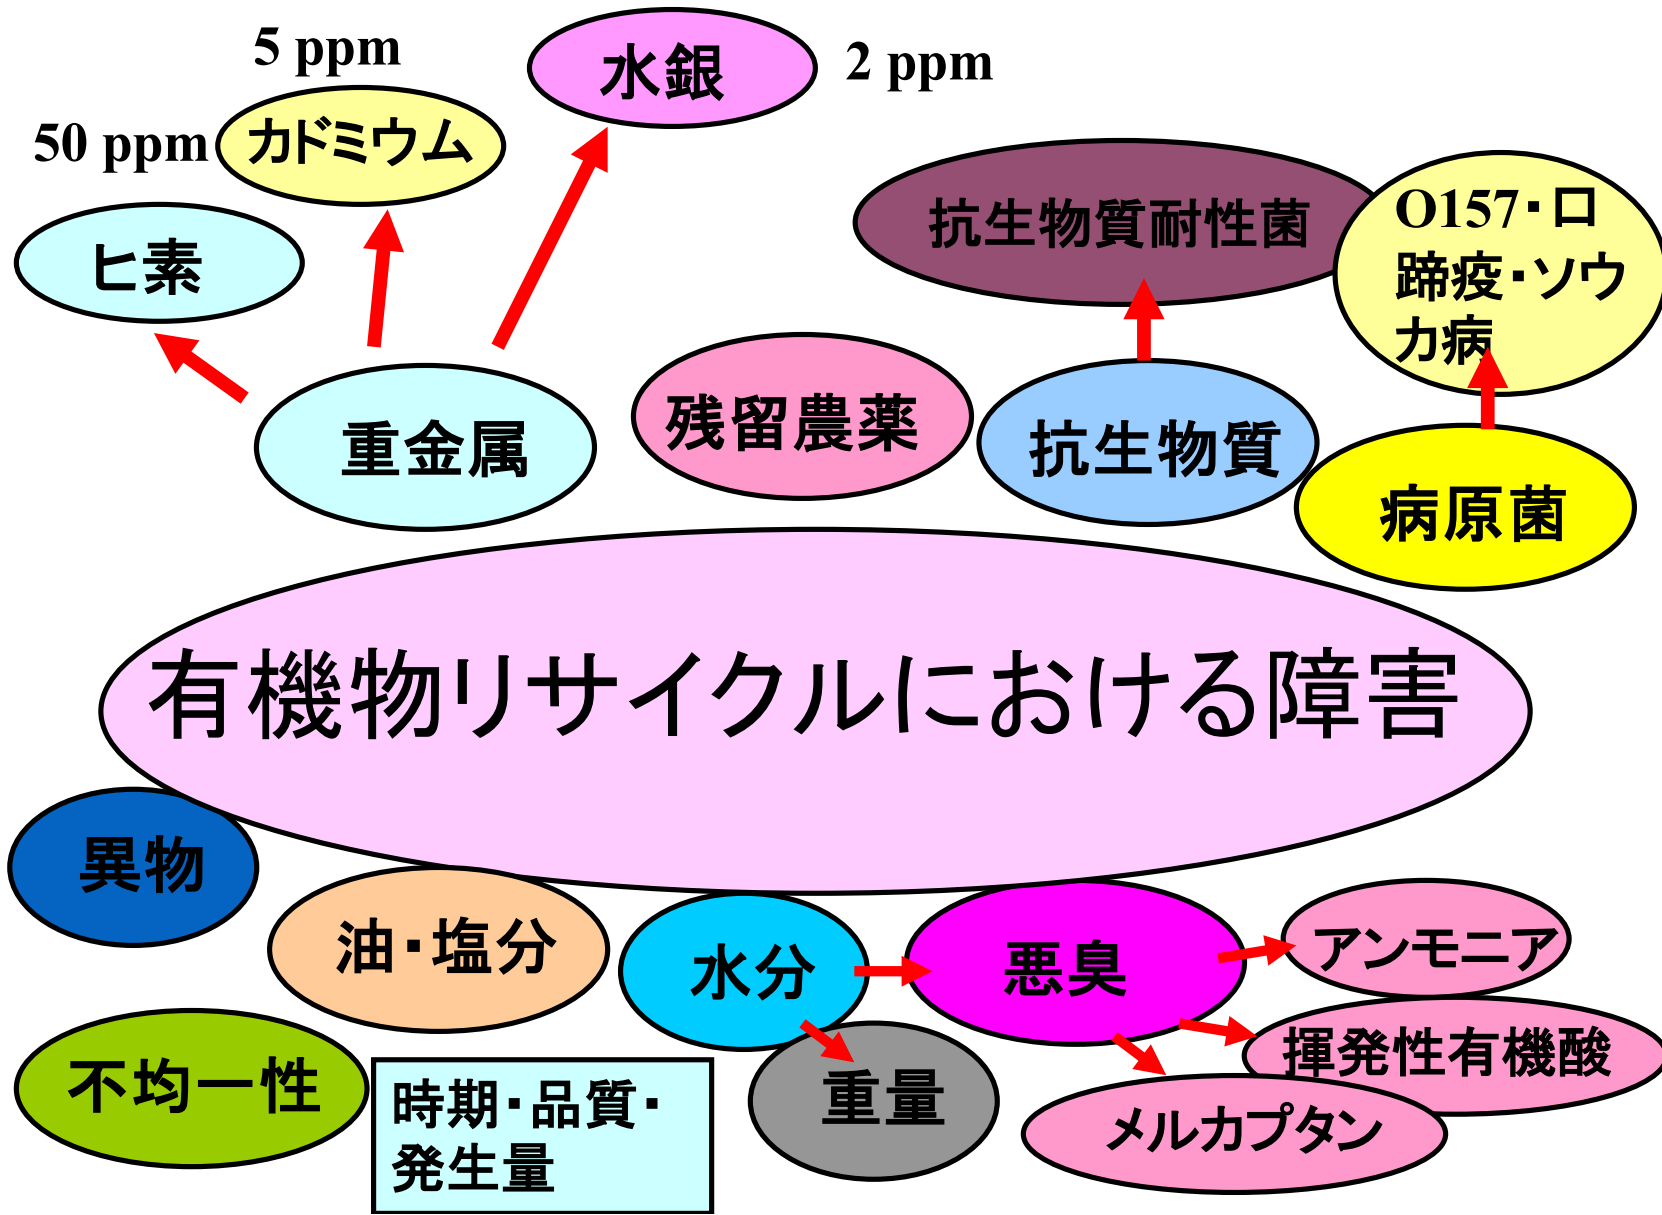 5 ppm
水銀
2 ppm
50 ppm
カドミウム
ヒ素
抗生物質耐性菌
O157・口
蹄疫・ソウ
カ病
重金属
残留農薬
抗生物質
病原菌
有機物リサイクルにおける障害
異物
油・塩分
水分
悪臭
アンモニア
揮発性有機酸
メルカプタン
不均一性
時期・品質・
発生量
重量